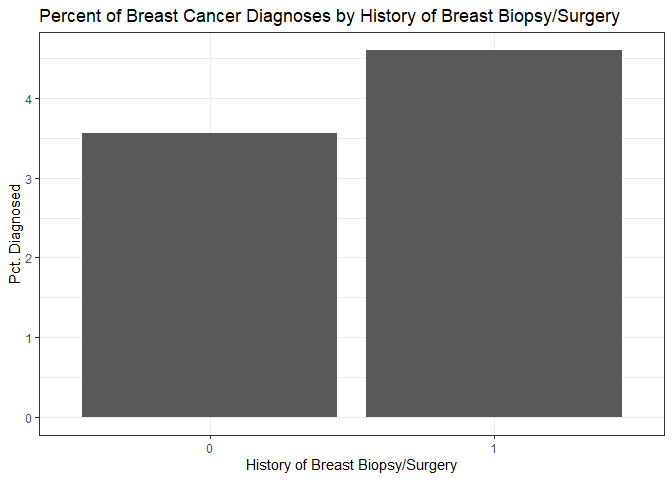 Percent of Breast Cancer Diagnoses by History of Breast Biopsy/Surgery
Pct. Diagnosed
4
3
2
1
0
0 1
History of Breast Biopsy/Surgery